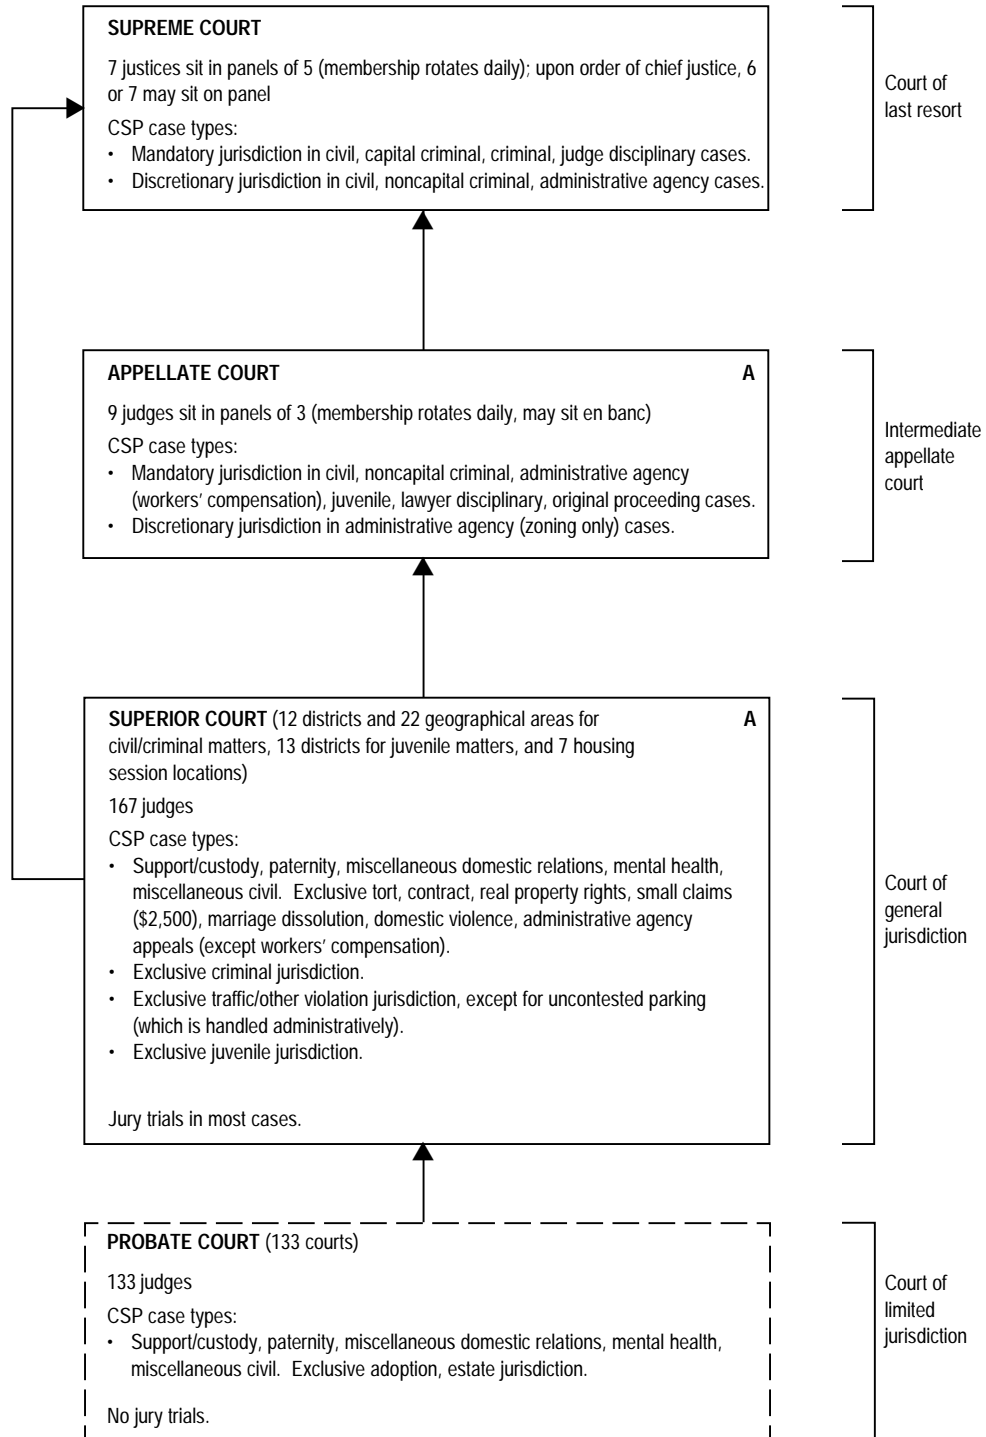 SUPREME COURT
7 justices sit in panels of 5 (membership rotates daily); upon order of chief justice, 6
or 7 may sit on panel
CSP case types:
• Mandatory jurisdiction in civil, capital criminal, criminal, judge disciplinary cases.
• Discretionary jurisdiction in civil, noncapital criminal, administrative agency cases.
Court of
last resort
APPELLATE COURT A
9 judges sit in panels of 3 (membership rotates daily, may sit en banc)
CSP case types:
• Mandatory jurisdiction in civil, noncapital criminal, administrative agency
(workers' compensation), juvenile, lawyer disciplinary, original proceeding cases.
• Discretionary jurisdiction in administrative agency (zoning only) cases.
Intermediate
appellate
court
SUPERIOR COURT (12 districts and 22 geographical areas for A
civil/criminal matters, 13 districts for juvenile matters, and 7 housing
session locations)
167 judges
CSP case types:
• Support/custody, paternity, miscellaneous domestic relations, mental health,
miscellaneous civil. Exclusive tort, contract, real property rights, small claims
($2,500), marriage dissolution, domestic violence, administrative agency
appeals (except workers' compensation).
• Exclusive criminal jurisdiction.
• Exclusive traffic/other violation jurisdiction, except for uncontested parking
(which is handled administratively).
• Exclusive juvenile jurisdiction.
Jury trials in most cases.
Court of
general
jurisdiction
PROBATE COURT (133 courts)
133 judges
CSP case types:
• Support/custody, paternity, miscellaneous domestic relations, mental health,
miscellaneous civil. Exclusive adoption, estate jurisdiction.
No jury trials.
Court of
limited
jurisdiction